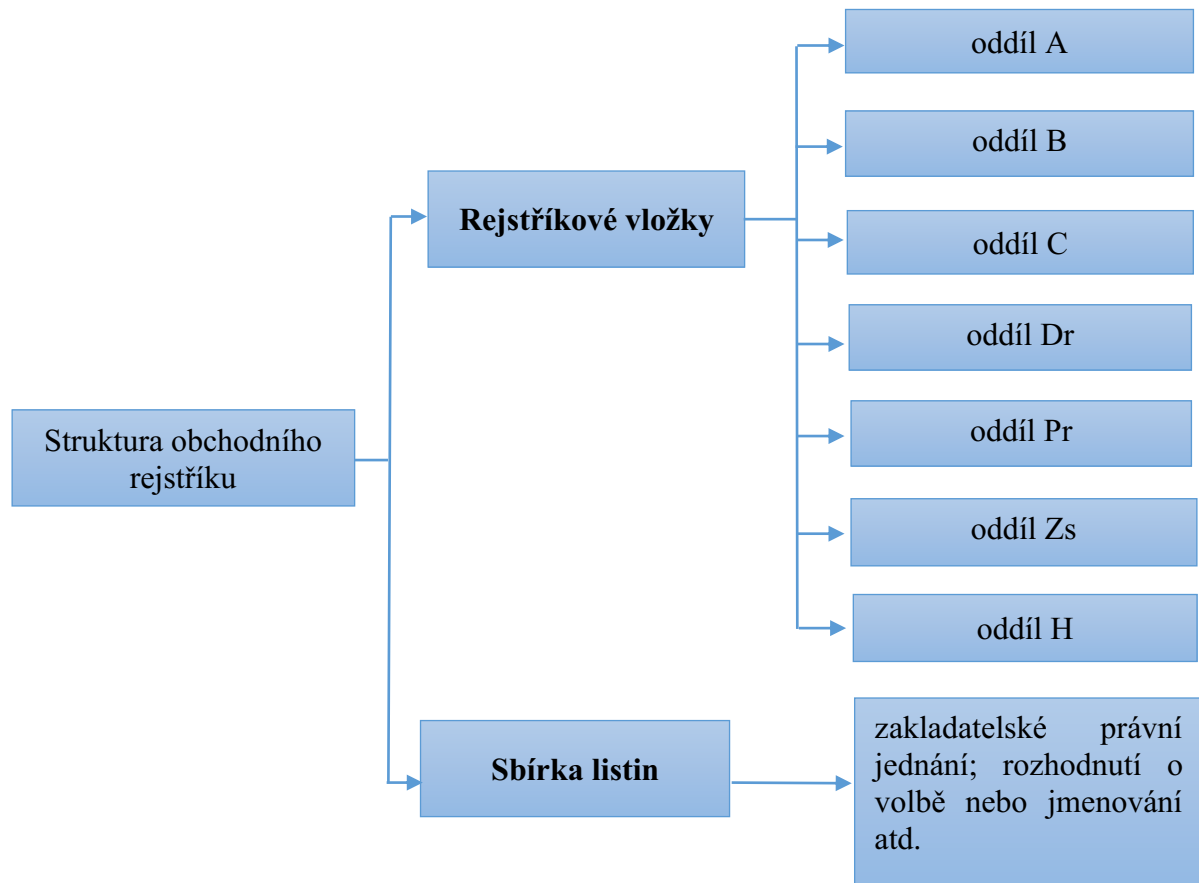 Struktura obchodního
rejstříku
Rejstříkové vložky
oddíl A
oddíl B
oddíl C
oddíl Dr
oddíl Pr
oddíl Zs
oddíl H
Sbírka listin
zakladatelské právní
jednání; rozhodnutí o
volbě nebo jmenování
atd.